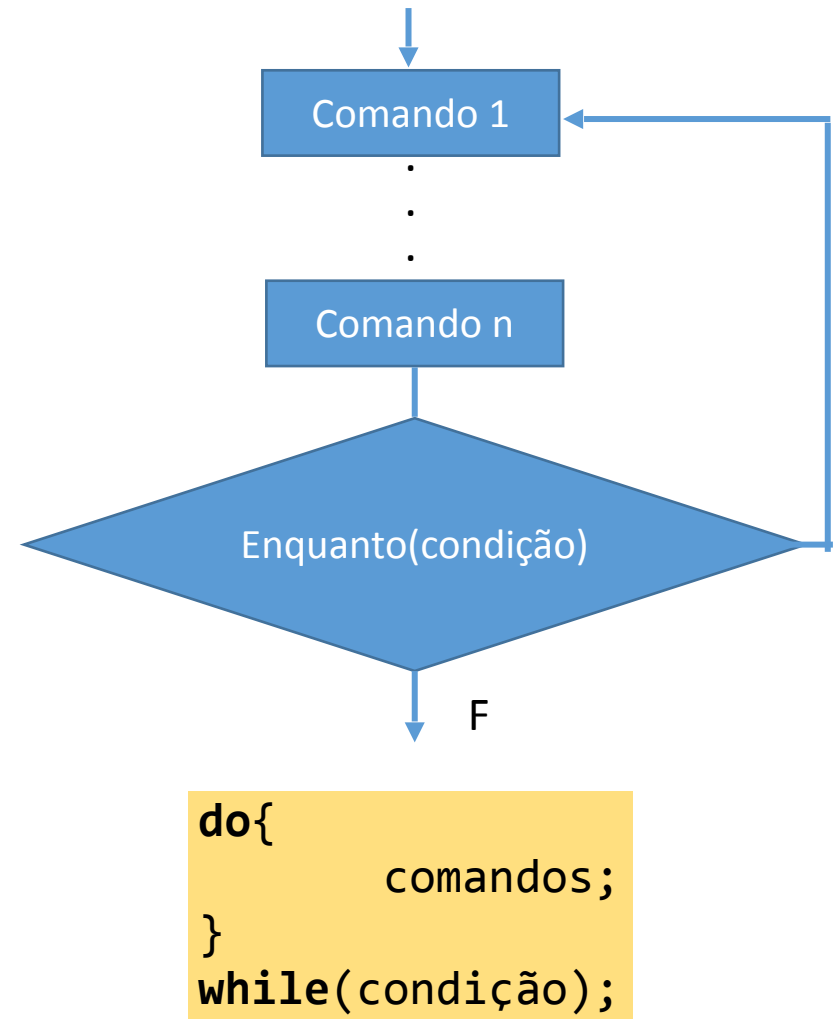 Comando 1
.
.
.
Comando n
Enquanto(condição)
F
do{
comandos;
}
while(condição);